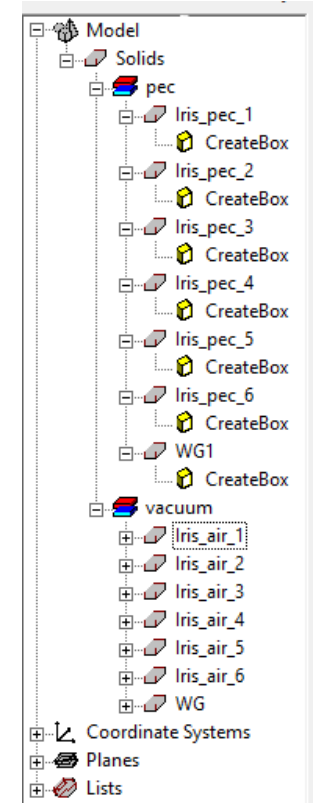 Model
Solids
pec
Iris_pec_1
CreateBox
Iris_pec_2
CreateBox
Iris_pec_3
CreateBox
Iris_pec_4
CreateBox
Iris_pec_5
CreateBox
Iris_pec_6
CreateBox
WG1
CreateBox
vacuum
Iris_air_1
Iris_air_2
Iris_air_3
Iris_air_4
Iris_air_5
Iris_air_6
WG
Coordinate Systems
Planes
Lists